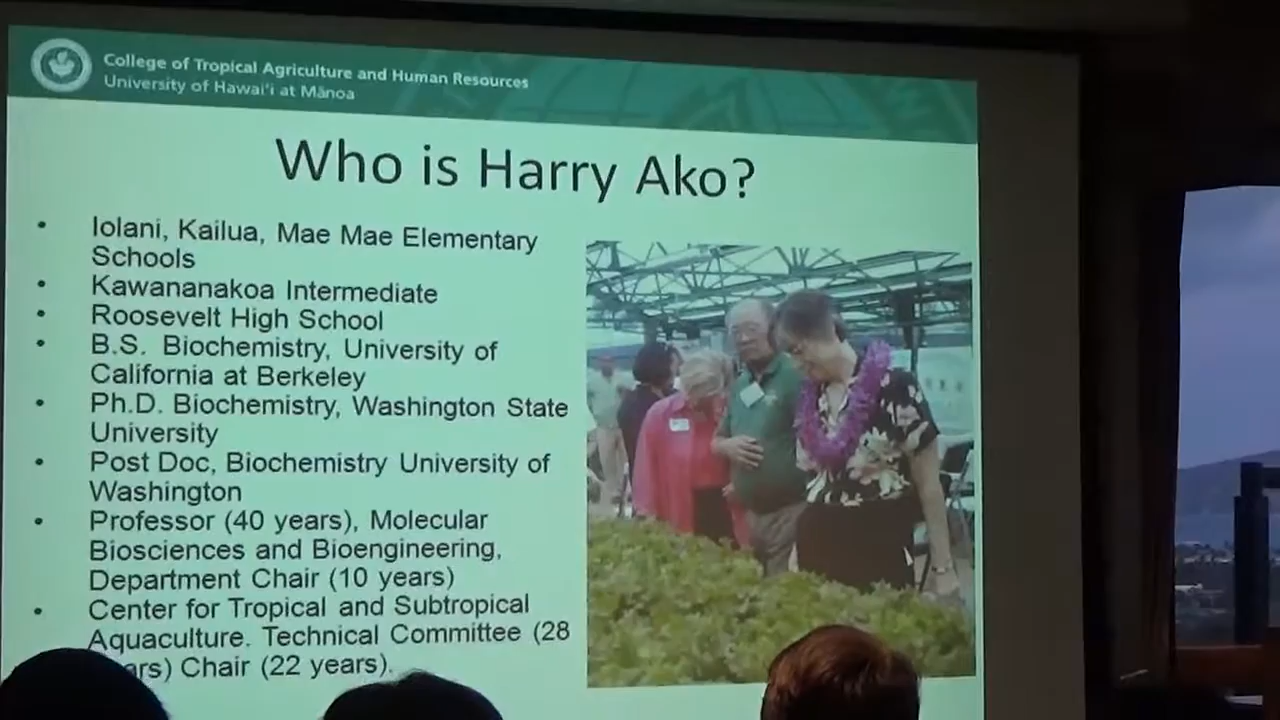 College of Tropical Agriculture and Human Resources
University of Hawai'i at Mānoa
Who is Harry Ako?
• Iolani, Kailua, Mae Mae Elementary
Schools
• Kawananakoa Intermediate
• Roosevelt High School
• B.S. Biochemistry, University of
California at Berkeley
• Ph.D. Biochemistry, Washington State
University
• Post Doc, Biochemistry University of
Washington
• Professor (40 years), Molecular
Biosciences and Bioengineering,
Department Chair (10 years)
• Center for Tropical and Subtropical
Aquaculture. Technical Committee (28
Chair (22 years).